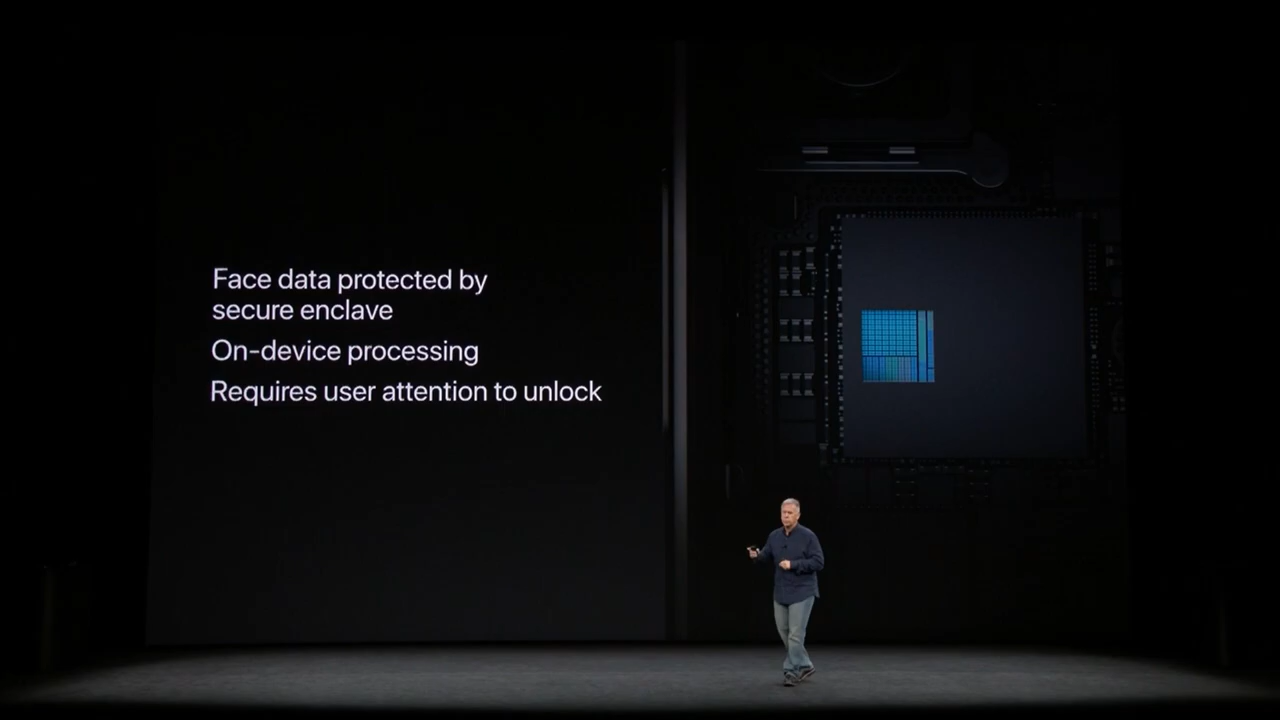 Face data protected by
secure enclave
On-device processing
Requires user attention to unlock